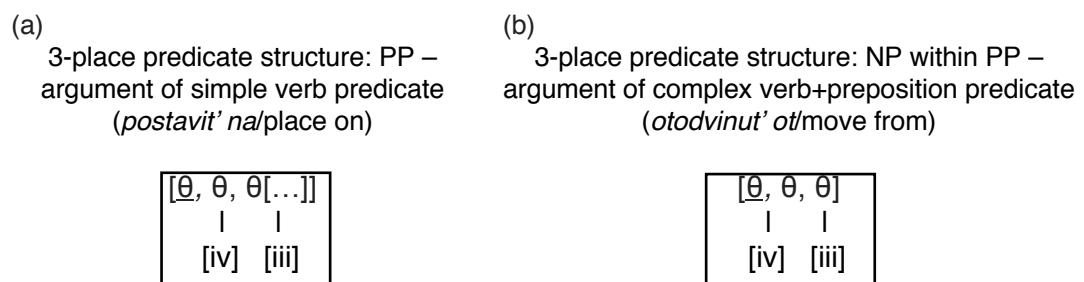 (a)
3-place predicate structure: PP –
argument of simple verb predicate
(postavit' na/place on)
[θ, θ, θ[...]]
| |
[iv] [iii]
(b)
3-place predicate structure: NP within PP –
argument of complex verb+preposition predicate
(otodvinut' ot/move from)
[θ, θ, θ]
| |
[iv] [iii]